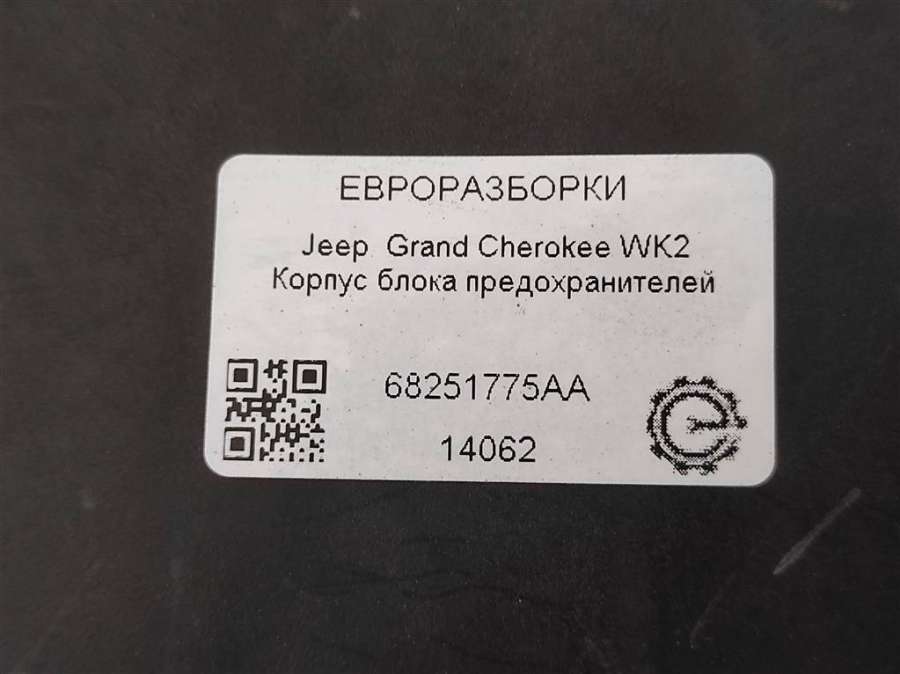 ЕВРОРАЗБОРКИ
Jeep Grand Cherokee WK2
Корпус блока предохранителей
68251775AA
14062